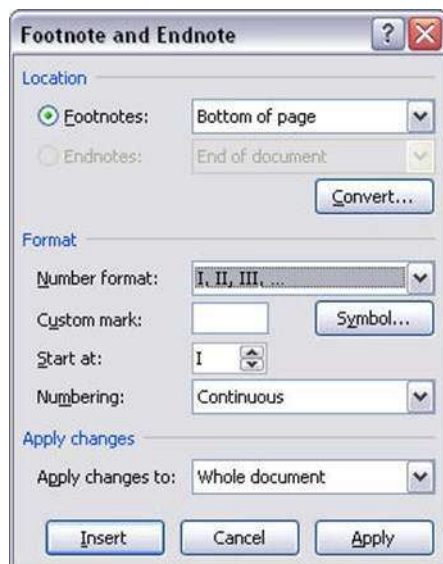 Footnote and Endnote
Location
Footnotes: Bottom of page
Endnotes: End of document
Convert...
Format
Number format: I, II, III, ...
Custom mark: Symbol...
Start at: I
Numbering: Continuous
Apply changes
Apply changes to: Whole document
Insert Cancel Apply